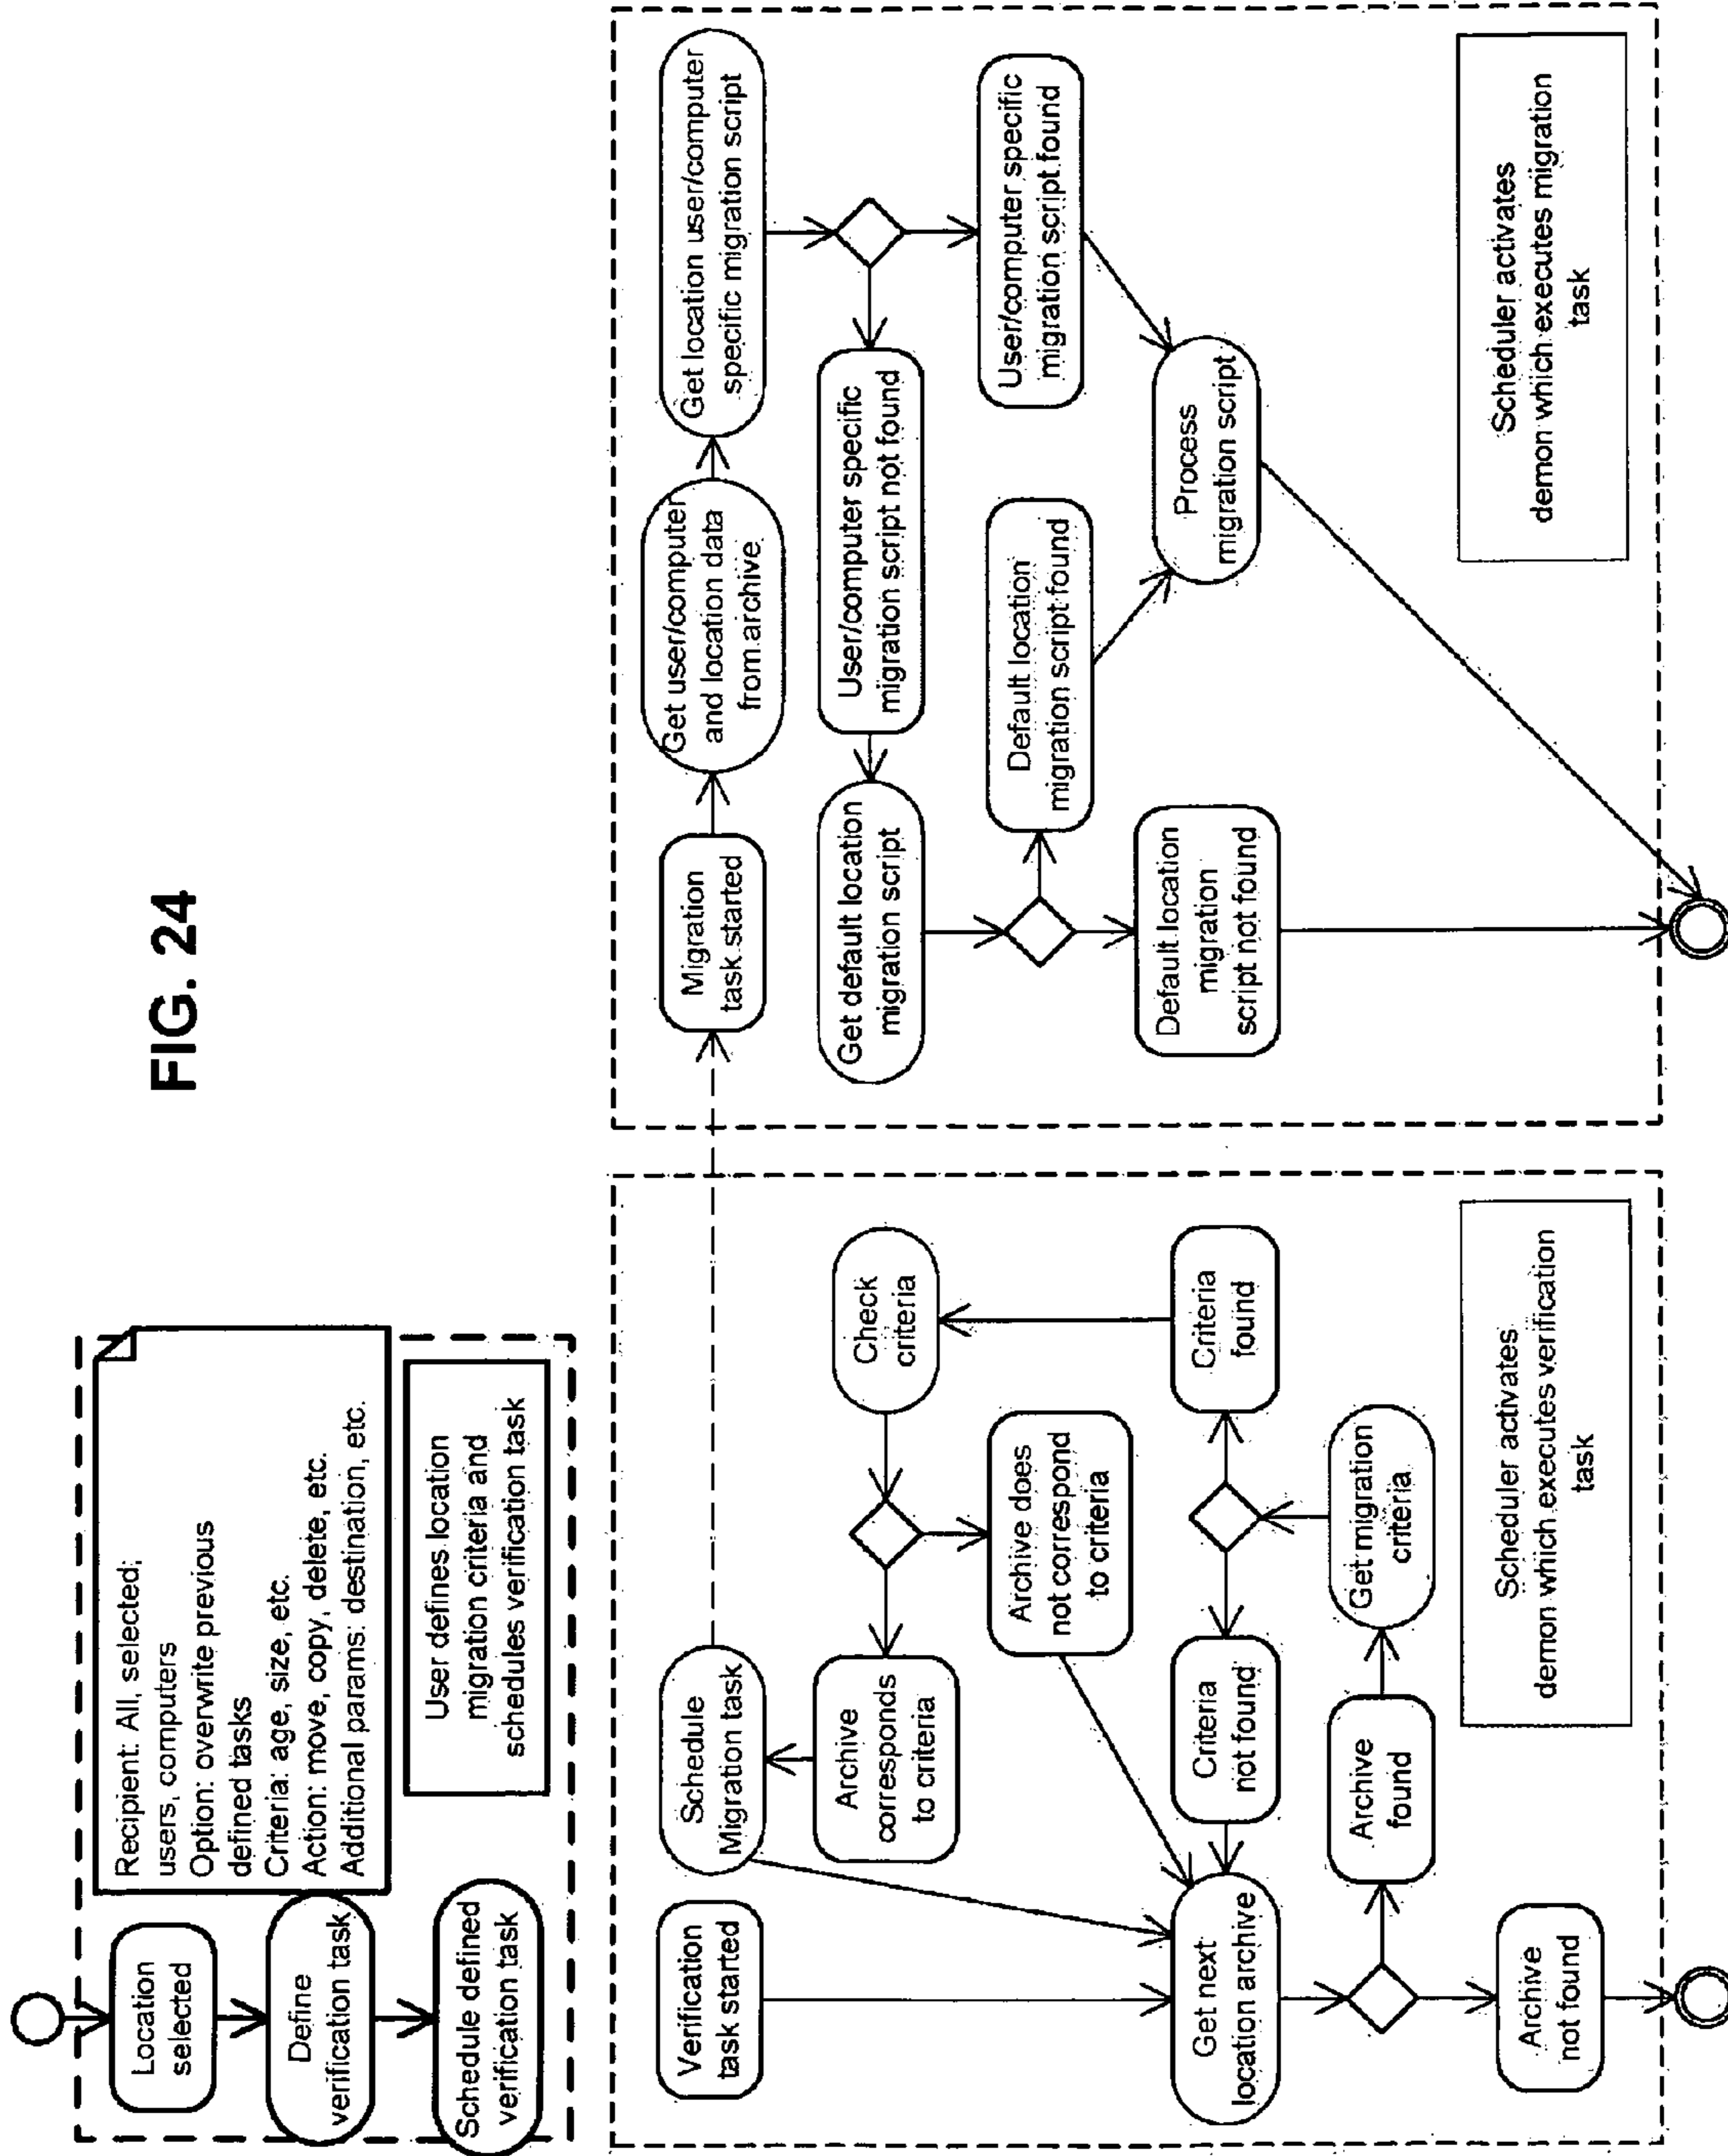 FIG. 24
Location
selected
Define
verification task
Schedule defined
verification task
Recipient: All, selected:
users, computers
Option: overwrite previous
defined tasks
Criteria: age, size, etc.
Action: move, copy, delete, etc.
Additional params: destination, etc.
User defines location
migration criteria and
schedules verification task
Verification
task started
Schedule
Migration task
Archive
corresponds
to criteria
Check
criteria
Archive does
not correspond
to criteria
Get next
location archive
Criteria
not found
Criteria
found
Archive
found
Get migration
criteria
Archive
not found
Scheduler activates
demon which executes verification
task
Migration
task started
Get user/computer
and location data
from archive
Get location user/computer
specific migration script
Get default location
migration script
User/computer specific
migration script not found
User/computer specific
migration script found
Default location
migration script found
Default location
migration
script not found
Process
migration script
Scheduler activates
demon which executes migration
task